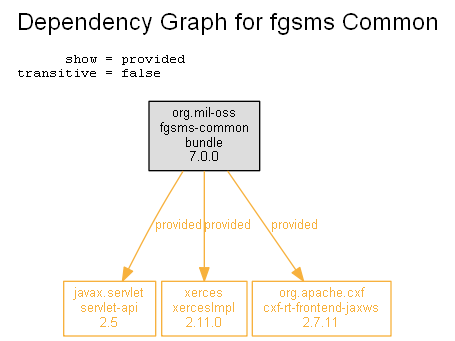 Dependency Graph for fgsms Common
show = provided
transitive = false
org.mil-oss
fgsms-common
bundle
7.0.0
provided provided provided
javax.servlet
servlet-api
2.5
xerces
xercesImpl
2.11.0
org.apache.cxf
cxf-rt-frontend-jaxws
2.7.11